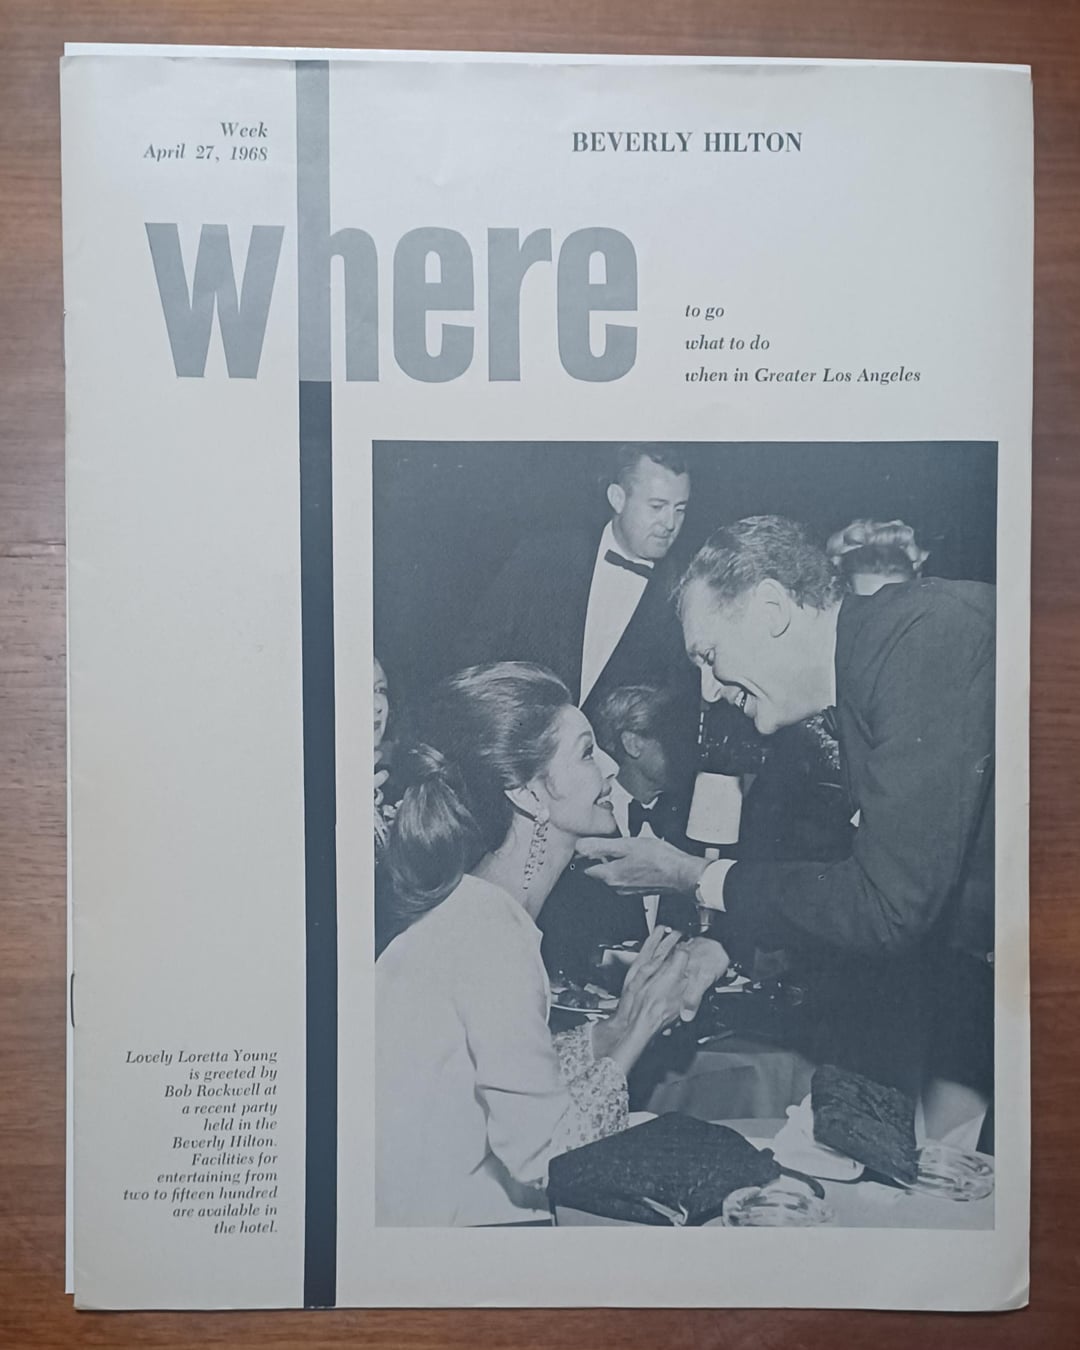 Week
April 27, 1968
BEVERLY HILTON
where
to go
what to do
when in Greater Los Angeles
Lovely Loretta Young
is greeted by
Bob Rockwell at
a recent party
held in the
Beverly Hilton.
Facilities for
entertaining from
two to fifteen hundred
are available in
the hotel.